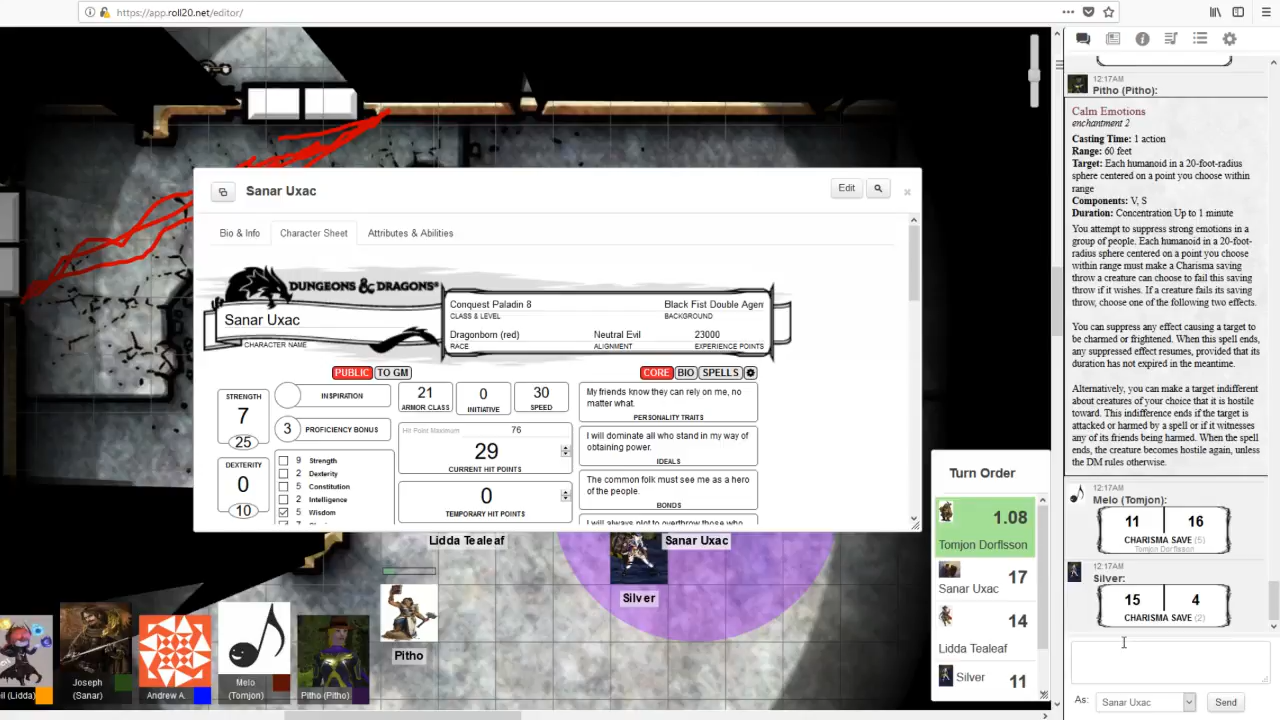 https://app.roll20.net/editor/
Sanar Uxac
Edit
Bio & Info
Character Sheet
Attributes & Abilities
DUNGEONS & DRAGONS®
Sanar Uxac
CHARACTER NAME
Conquest Paladin 8
CLASS & LEVEL
Black Fist Double Agen
BACKGROUND
Dragonborn (red)
RACE
Neutral Evil
ALIGNMENT
23000
EXPERIENCE POINTS
PUBLIC
TO GM
CORE
BIO
SPELLS
STRENGTH
7
25
DEXTERITY
0
10
INSPIRATION
3
PROFICIENCY BONUS
9 Strength
2 Dexterity
5 Constitution
2 Intelligence
5 Wisdom
21
ARMOR CLASS
0
INITIATIVE
30
SPEED
Hit Point Maximum 76
29
CURRENT HIT POINTS
0
TEMPORARY HIT POINTS
My friends know they can rely on me, no
matter what.
PERSONALITY TRAITS
I will dominate all who stand in my way of
obtaining power.
IDEALS
The common folk must see me as a hero
of the people.
BONDS
I will always plot to overthrow those who
Lidda Tealeaf
Sanar Uxac
Silver
Pitho
il (Lidda)
Joseph
(Sanar)
Andrew A.
Melo
(Tomjon)
Pitho (Pitho)
Turn Order
1.08
Tomjon Dorflsson
17
Sanar Uxac
14
Lidda Tealeaf
Silver
11
12:17AM
Pitho (Pitho):
Calm Emotions
enchantment 2
Casting Time: 1 action
Range: 60 feet
Target: Each humanoid in a 20-foot-radius
sphere centered on a point you choose within
range
Components: V, S
Duration: Concentration Up to 1 minute
You attempt to suppress strong emotions in a
group of people. Each humanoid in a 20-foot-
radius sphere centered on a point you choose
within range must make a Charisma saving
throw a creature can choose to fail this saving
throw if it wishes. If a creature fails its saving
throw, choose one of the following two effects.
You can suppress any effect causing a target to
be charmed or frightened. When this spell ends,
any suppressed effect resumes, provided that its
duration has not expired in the meantime.
Alternatively, you can make a target indifferent
about creatures of your choice that it is hostile
toward. This indifference ends if the target is
attacked or harmed by a spell or if it witnesses
any of its friends being harmed. When the spell
ends, the creature becomes hostile again, unless
the DM rules otherwise.
12:17AM
Melo (Tomjon):
11 16
CHARISMA SAVE (5)
Tomjon Dorflsson
12:17AM
Silver:
15 4
CHARISMA SAVE (2)
As: Sanar Uxac
Send